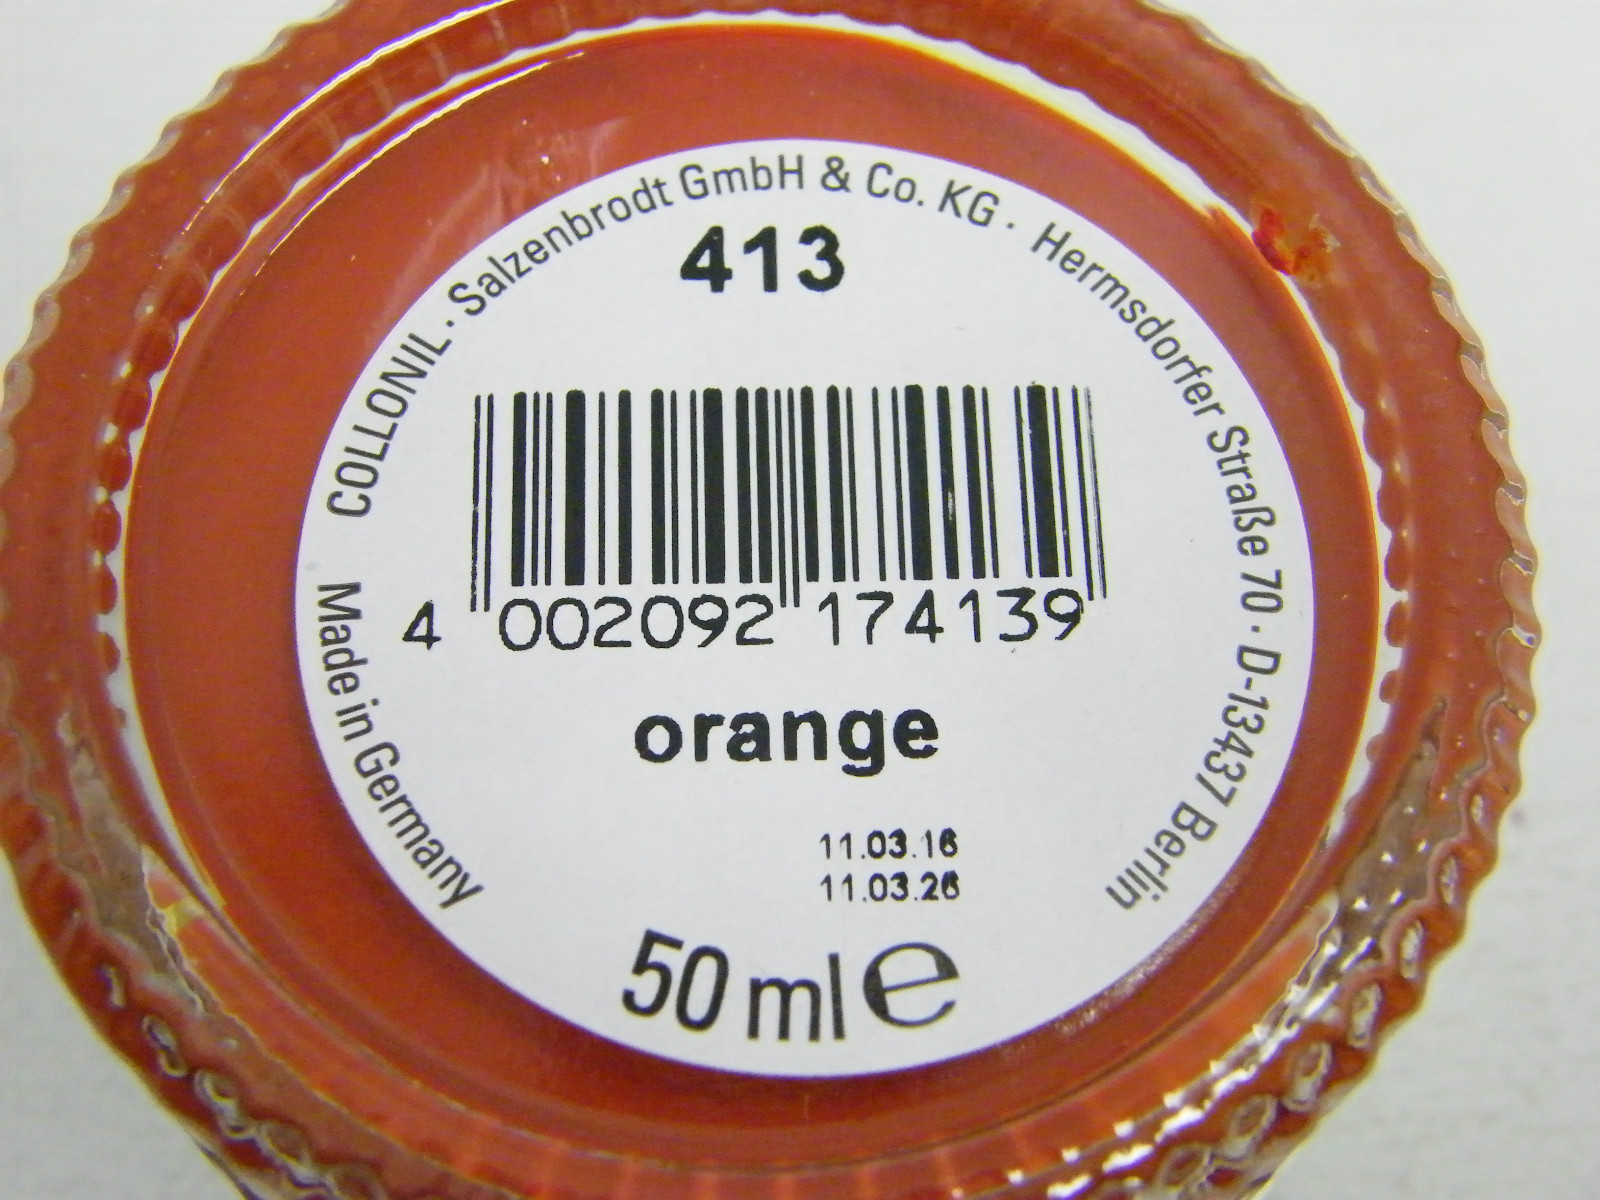 COLLONIL · Salzenbrodt GmbH & Co. KG · Hermsdorfer Straße 70 · D-13437 Berlin
413
4 002092 174139
orange
11.03.16
11.03.26
50 ml e
Made in Germany